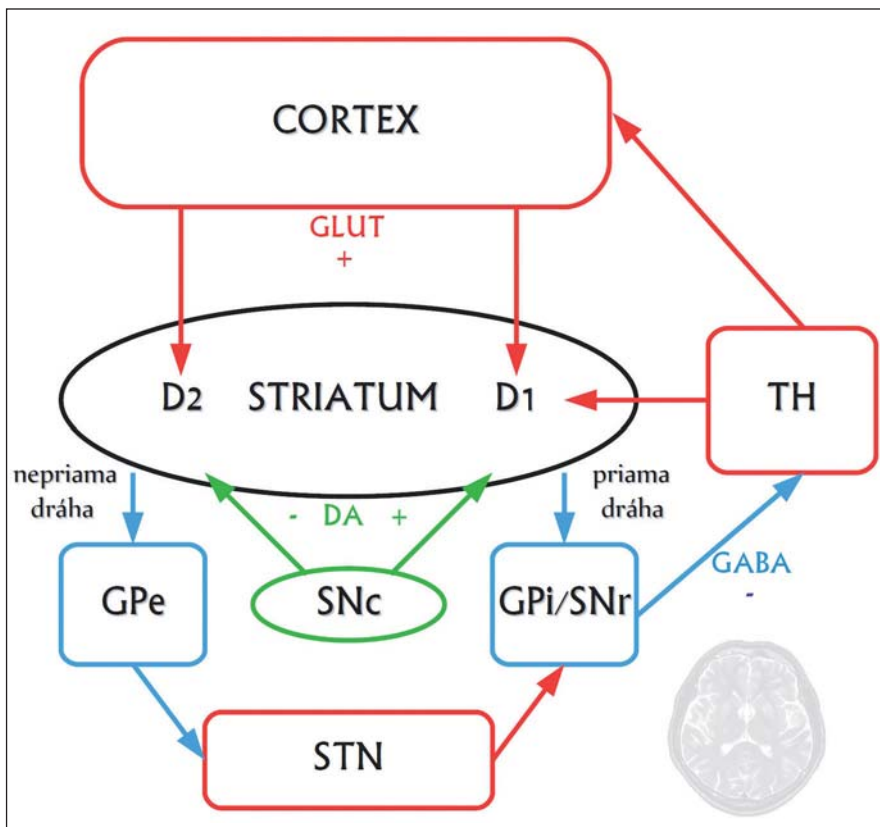 CORTEX
GLUT
+
D2 STRIATUM D1
TH
nepriama
dráha
- DA +
priama
dráha
GPe
SNc
GPi/SNr
GABA
-
STN